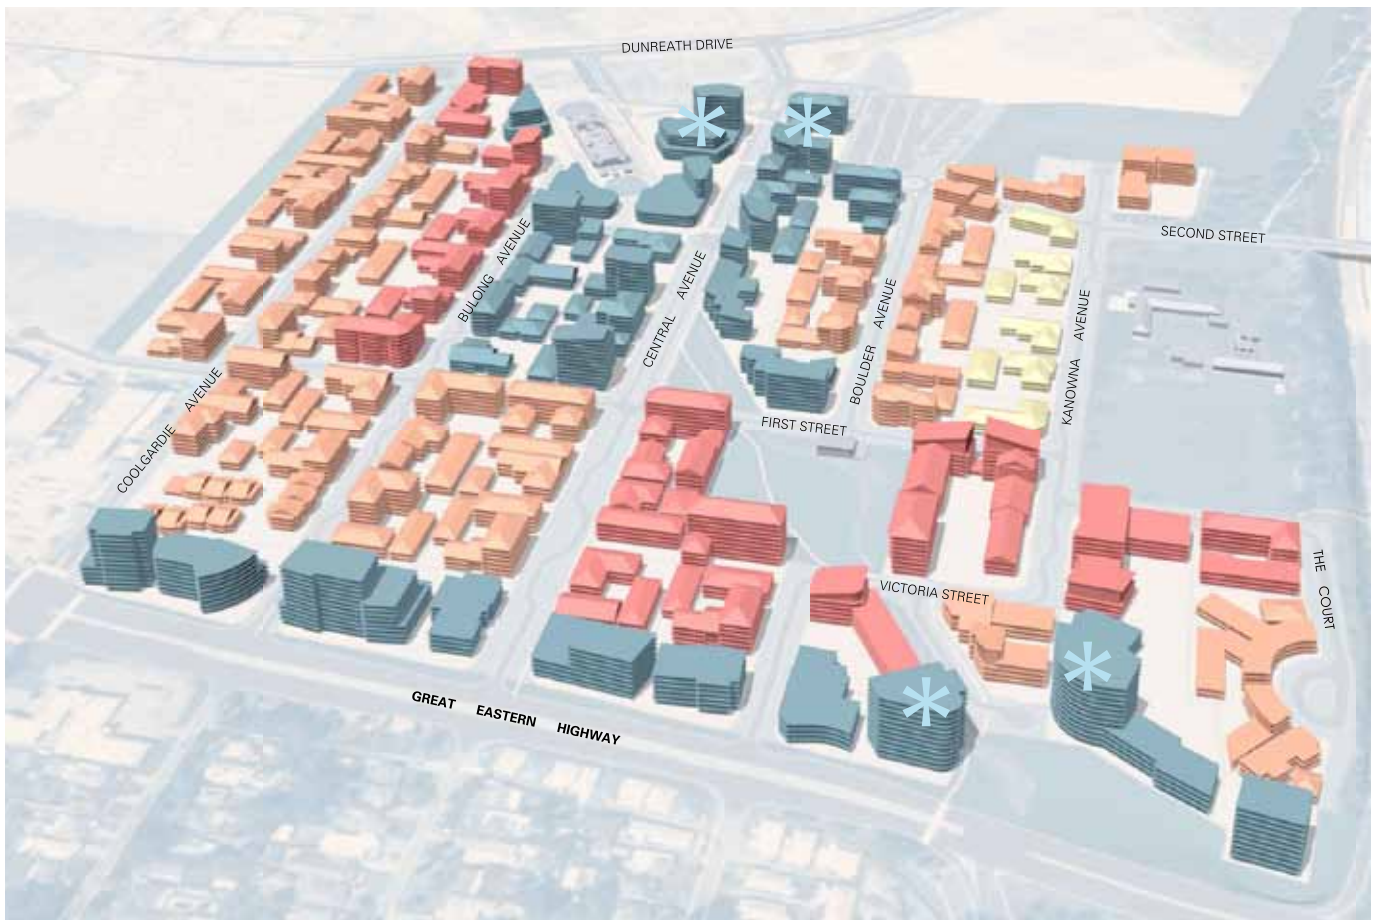 DUNREATH DRIVE
SECOND STREET
BULONG AVENUE
CENTRAL AVENUE
BOULDER AVENUE
KANOWNA AVENUE
COOLGARDIE AVENUE
FIRST STREET
VICTORIA STREET
THE COURT
GREAT EASTERN HIGHWAY